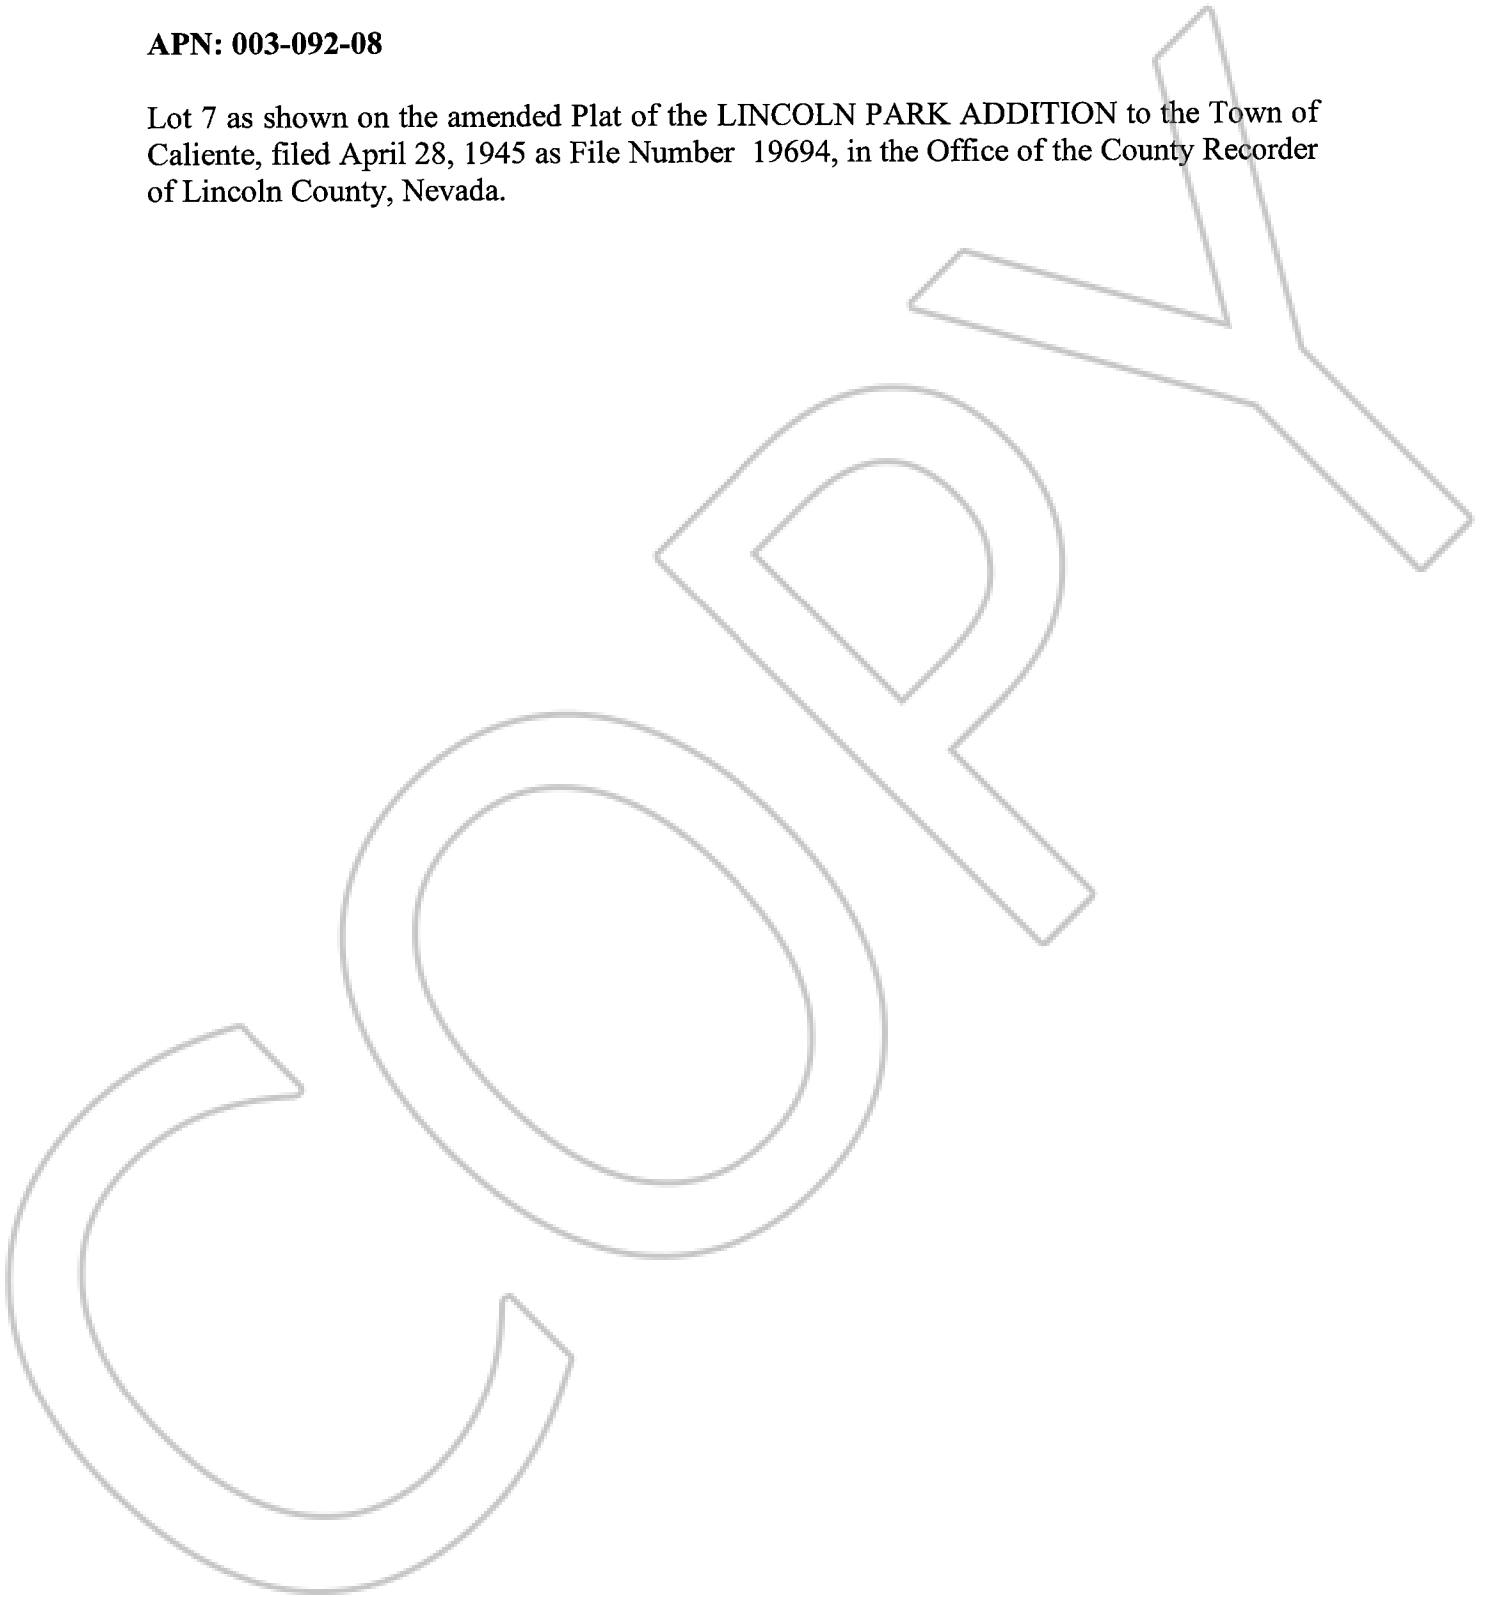 APN: 003-092-08
Lot 7 as shown on the amended Plat of the LINCOLN PARK ADDITION to the Town of
Caliente, filed April 28, 1945 as File Number 19694, in the Office of the County Recorder
of Lincoln County, Nevada.
COPY